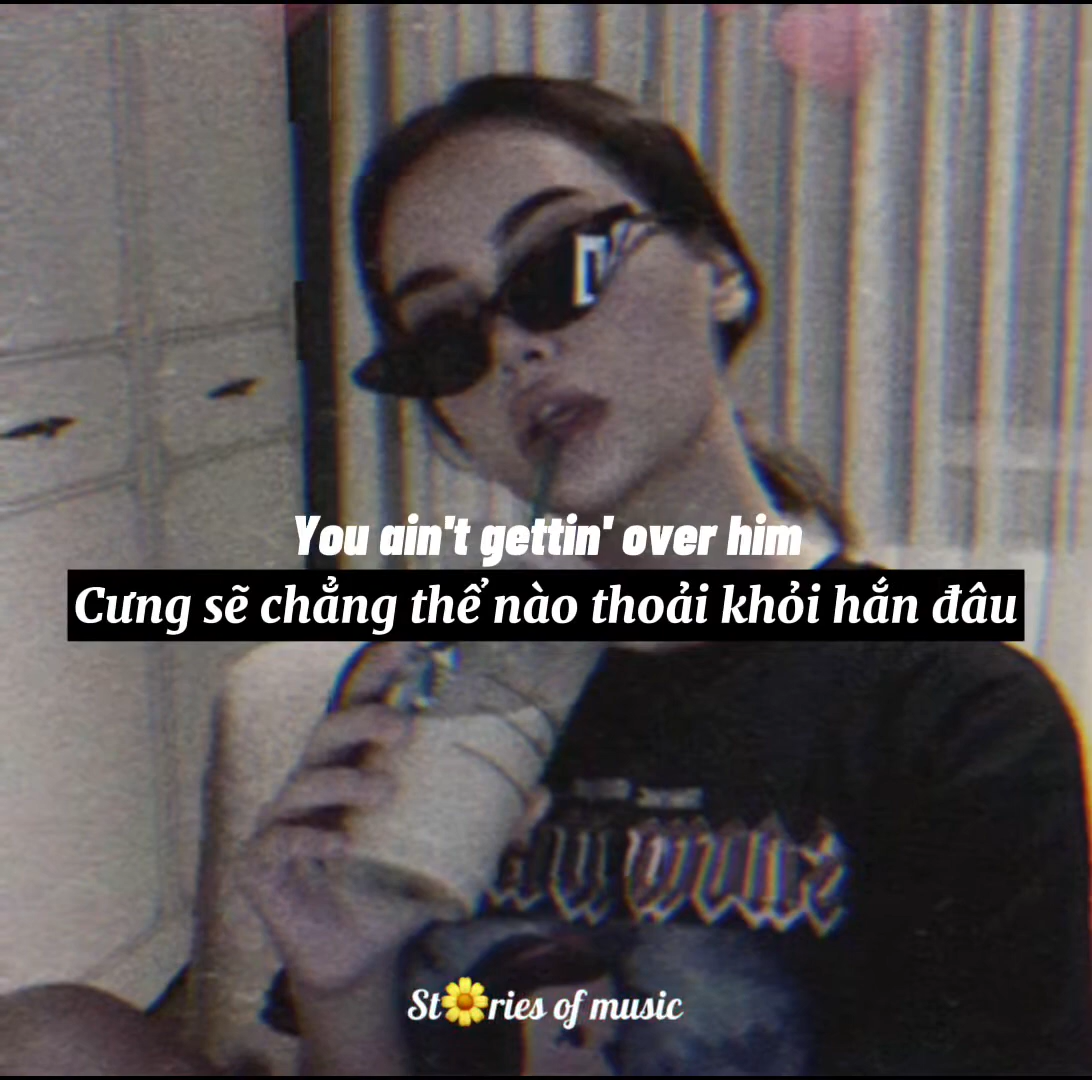 You ain't gettin' over him
Cưng sẽ chẳng thể nào thoải khỏi hắn đâu
St🌼ries of music